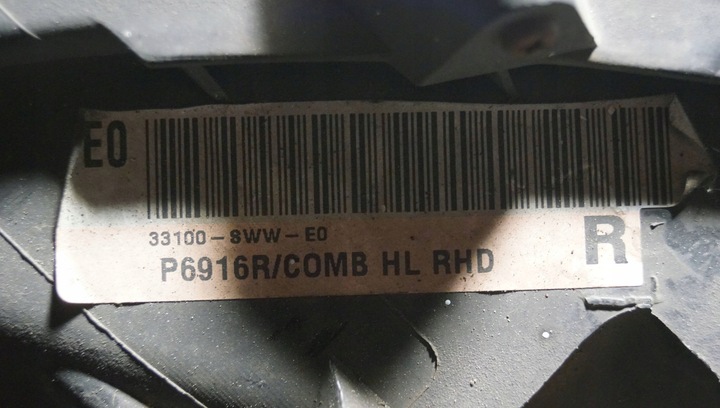 E0
33100-SWW-E0
P6916R/COMB HL RHD
R